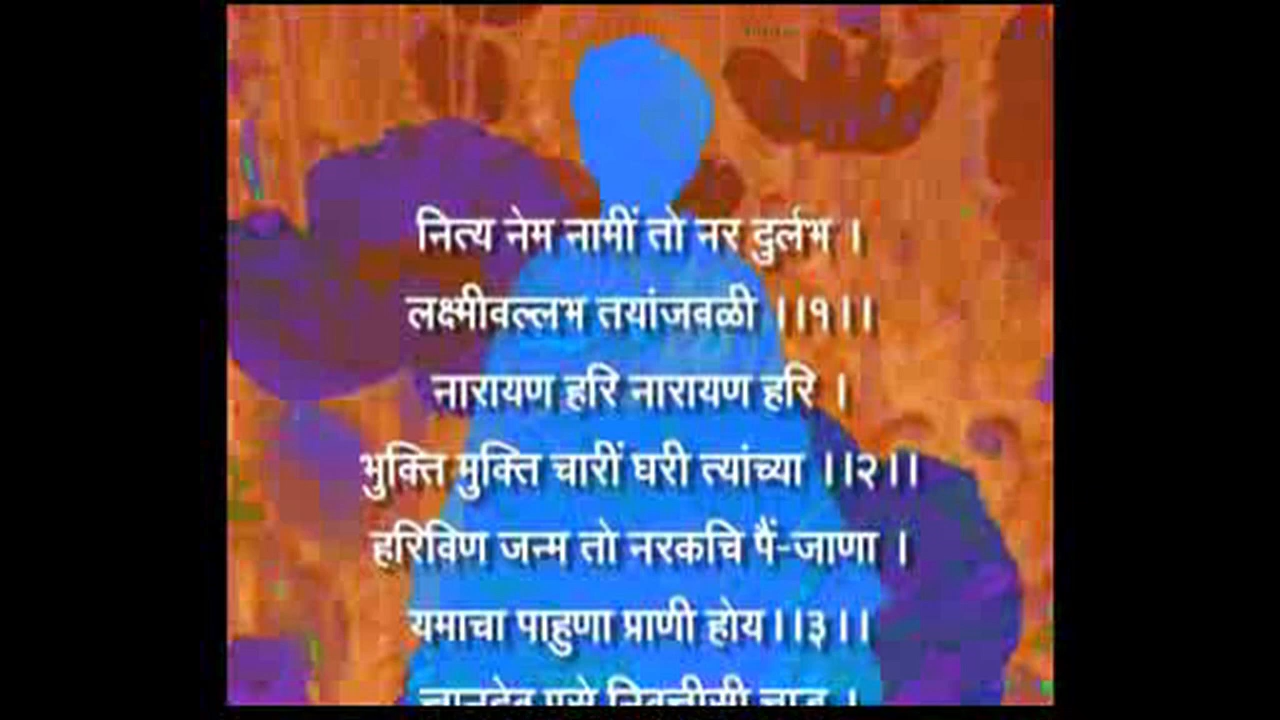 नित्य नेम नामीं तो नर दुर्लभ ।
लक्ष्मीवल्लभ तयांजवळी ।।१।।
नारायण हरि नारायण हरि ।
भुक्ति मुक्ति चारीं घरी त्यांच्या ।।२।।
हरिविण जन्म तो नरकचि पैं-जाणा ।
यमाचा पाहुणा प्राणी होय।।३।।